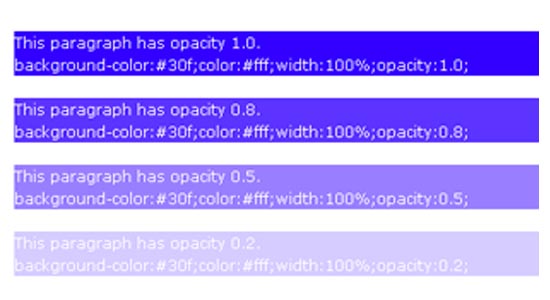 This paragraph has opacity 1.0.
background-color:#30f;color:#fff;width:100%;opacity:1.0;
This paragraph has opacity 0.8.
background-color:#30f;color:#fff;width:100%;opacity:0.8;
This paragraph has opacity 0.5.
background-color:#30f;color:#fff;width:100%;opacity:0.5;
This paragraph has opacity 0.2.
background-color:#30f;color:#fff;width:100%;opacity:0.2;